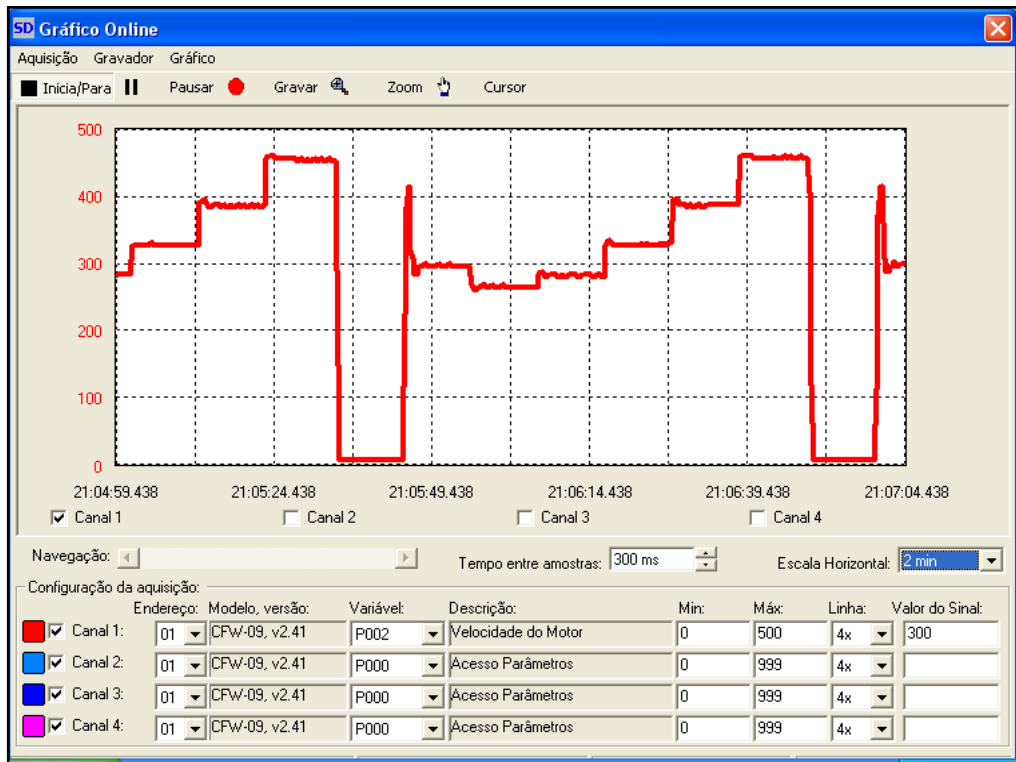 SD Gráfico Online
Aquisição Gravador Gráfico
Inicia/Para Pausar Gravar Zoom Cursor
500
400
300
200
100
0
21:04:59.438 21:05:24.438 21:05:49.438 21:06:14.438 21:06:39.438 21:07:04.438
Canal 1 Canal 2 Canal 3 Canal 4
Navegação: Tempo entre amostras: 300 ms Escala Horizontal: 2 min
Configuração da aquisição:
Endereço: Modelo, versão: Variável: Descrição: Min: Máx: Linha: Valor do Sinal:
Canal 1: 01 CFW-09, v2.41 P002 Velocidade do Motor 0 500 4x 300
Canal 2: 01 CFW-09, v2.41 P000 Acesso Parâmetros 0 999 4x
Canal 3: 01 CFW-09, v2.41 P000 Acesso Parâmetros 0 999 4x
Canal 4: 01 CFW-09, v2.41 P000 Acesso Parâmetros 0 999 4x